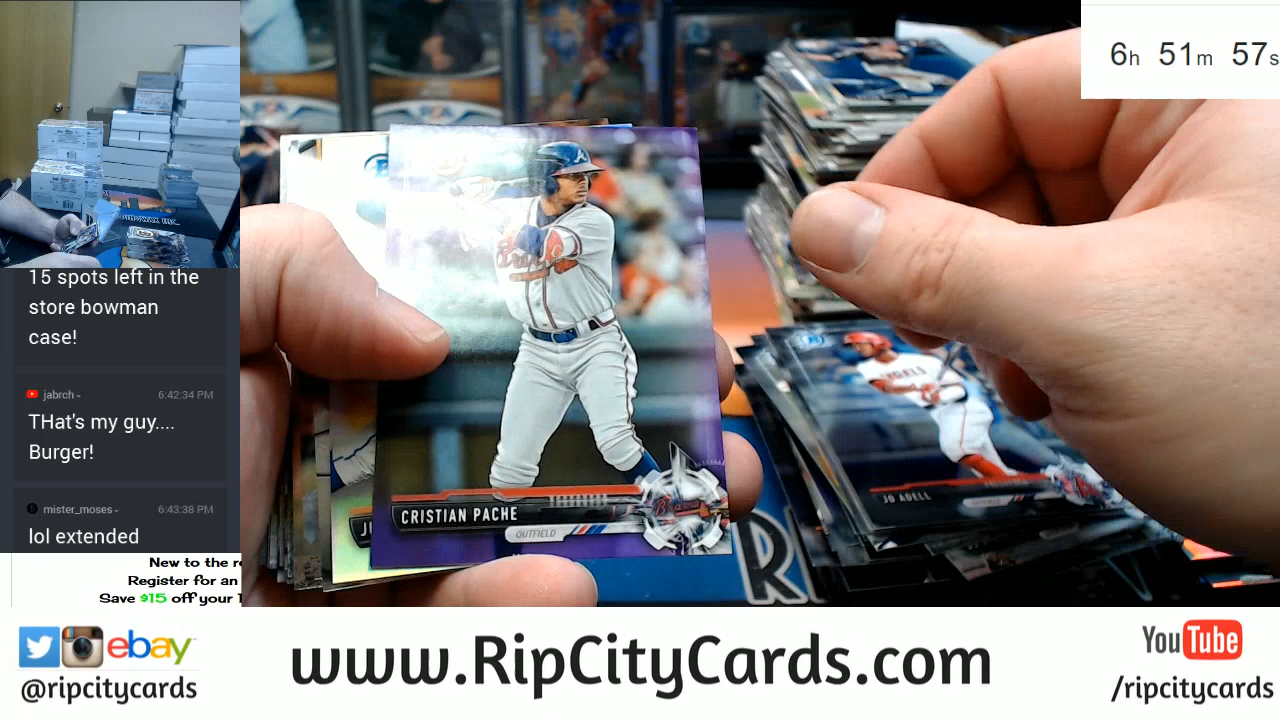 6h 51m 57s
15 spots left in the
store bowman
case!
jabrch 6:42:34 PM
THat's my guy....
Burger!
mister_moses 6:43:38 PM
lol extended
New to the r
Register for an
Save $15 off your
CRISTIAN PACHE
OUTFIELD
Braves
A
ANGELS
JO ADELL
R
ebay
@ripcitycards
www.RipCityCards.com
YouTube
/ripcitycards